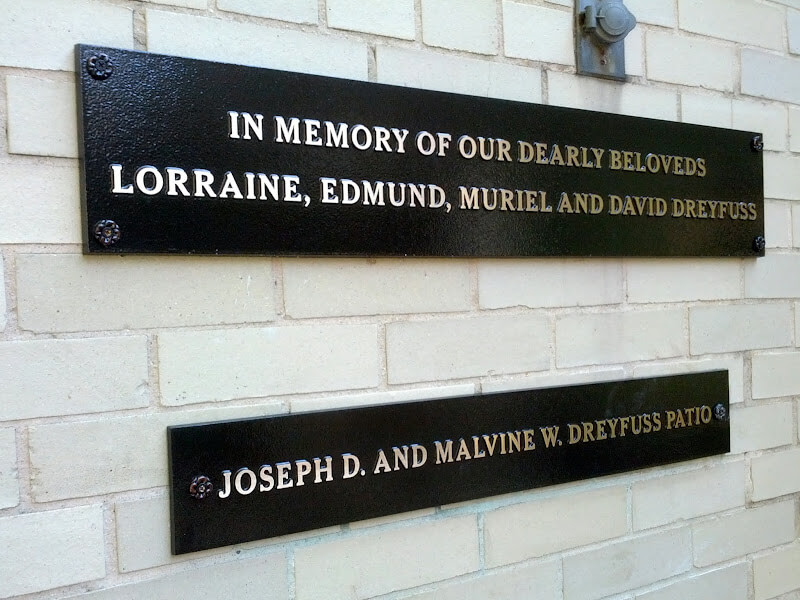 IN MEMORY OF OUR DEARLY BELOVEDS
LORRAINE, EDMUND, MURIEL AND DAVID DREYFUSS
JOSEPH D. AND MALVINE W. DREYFUSS PATIO